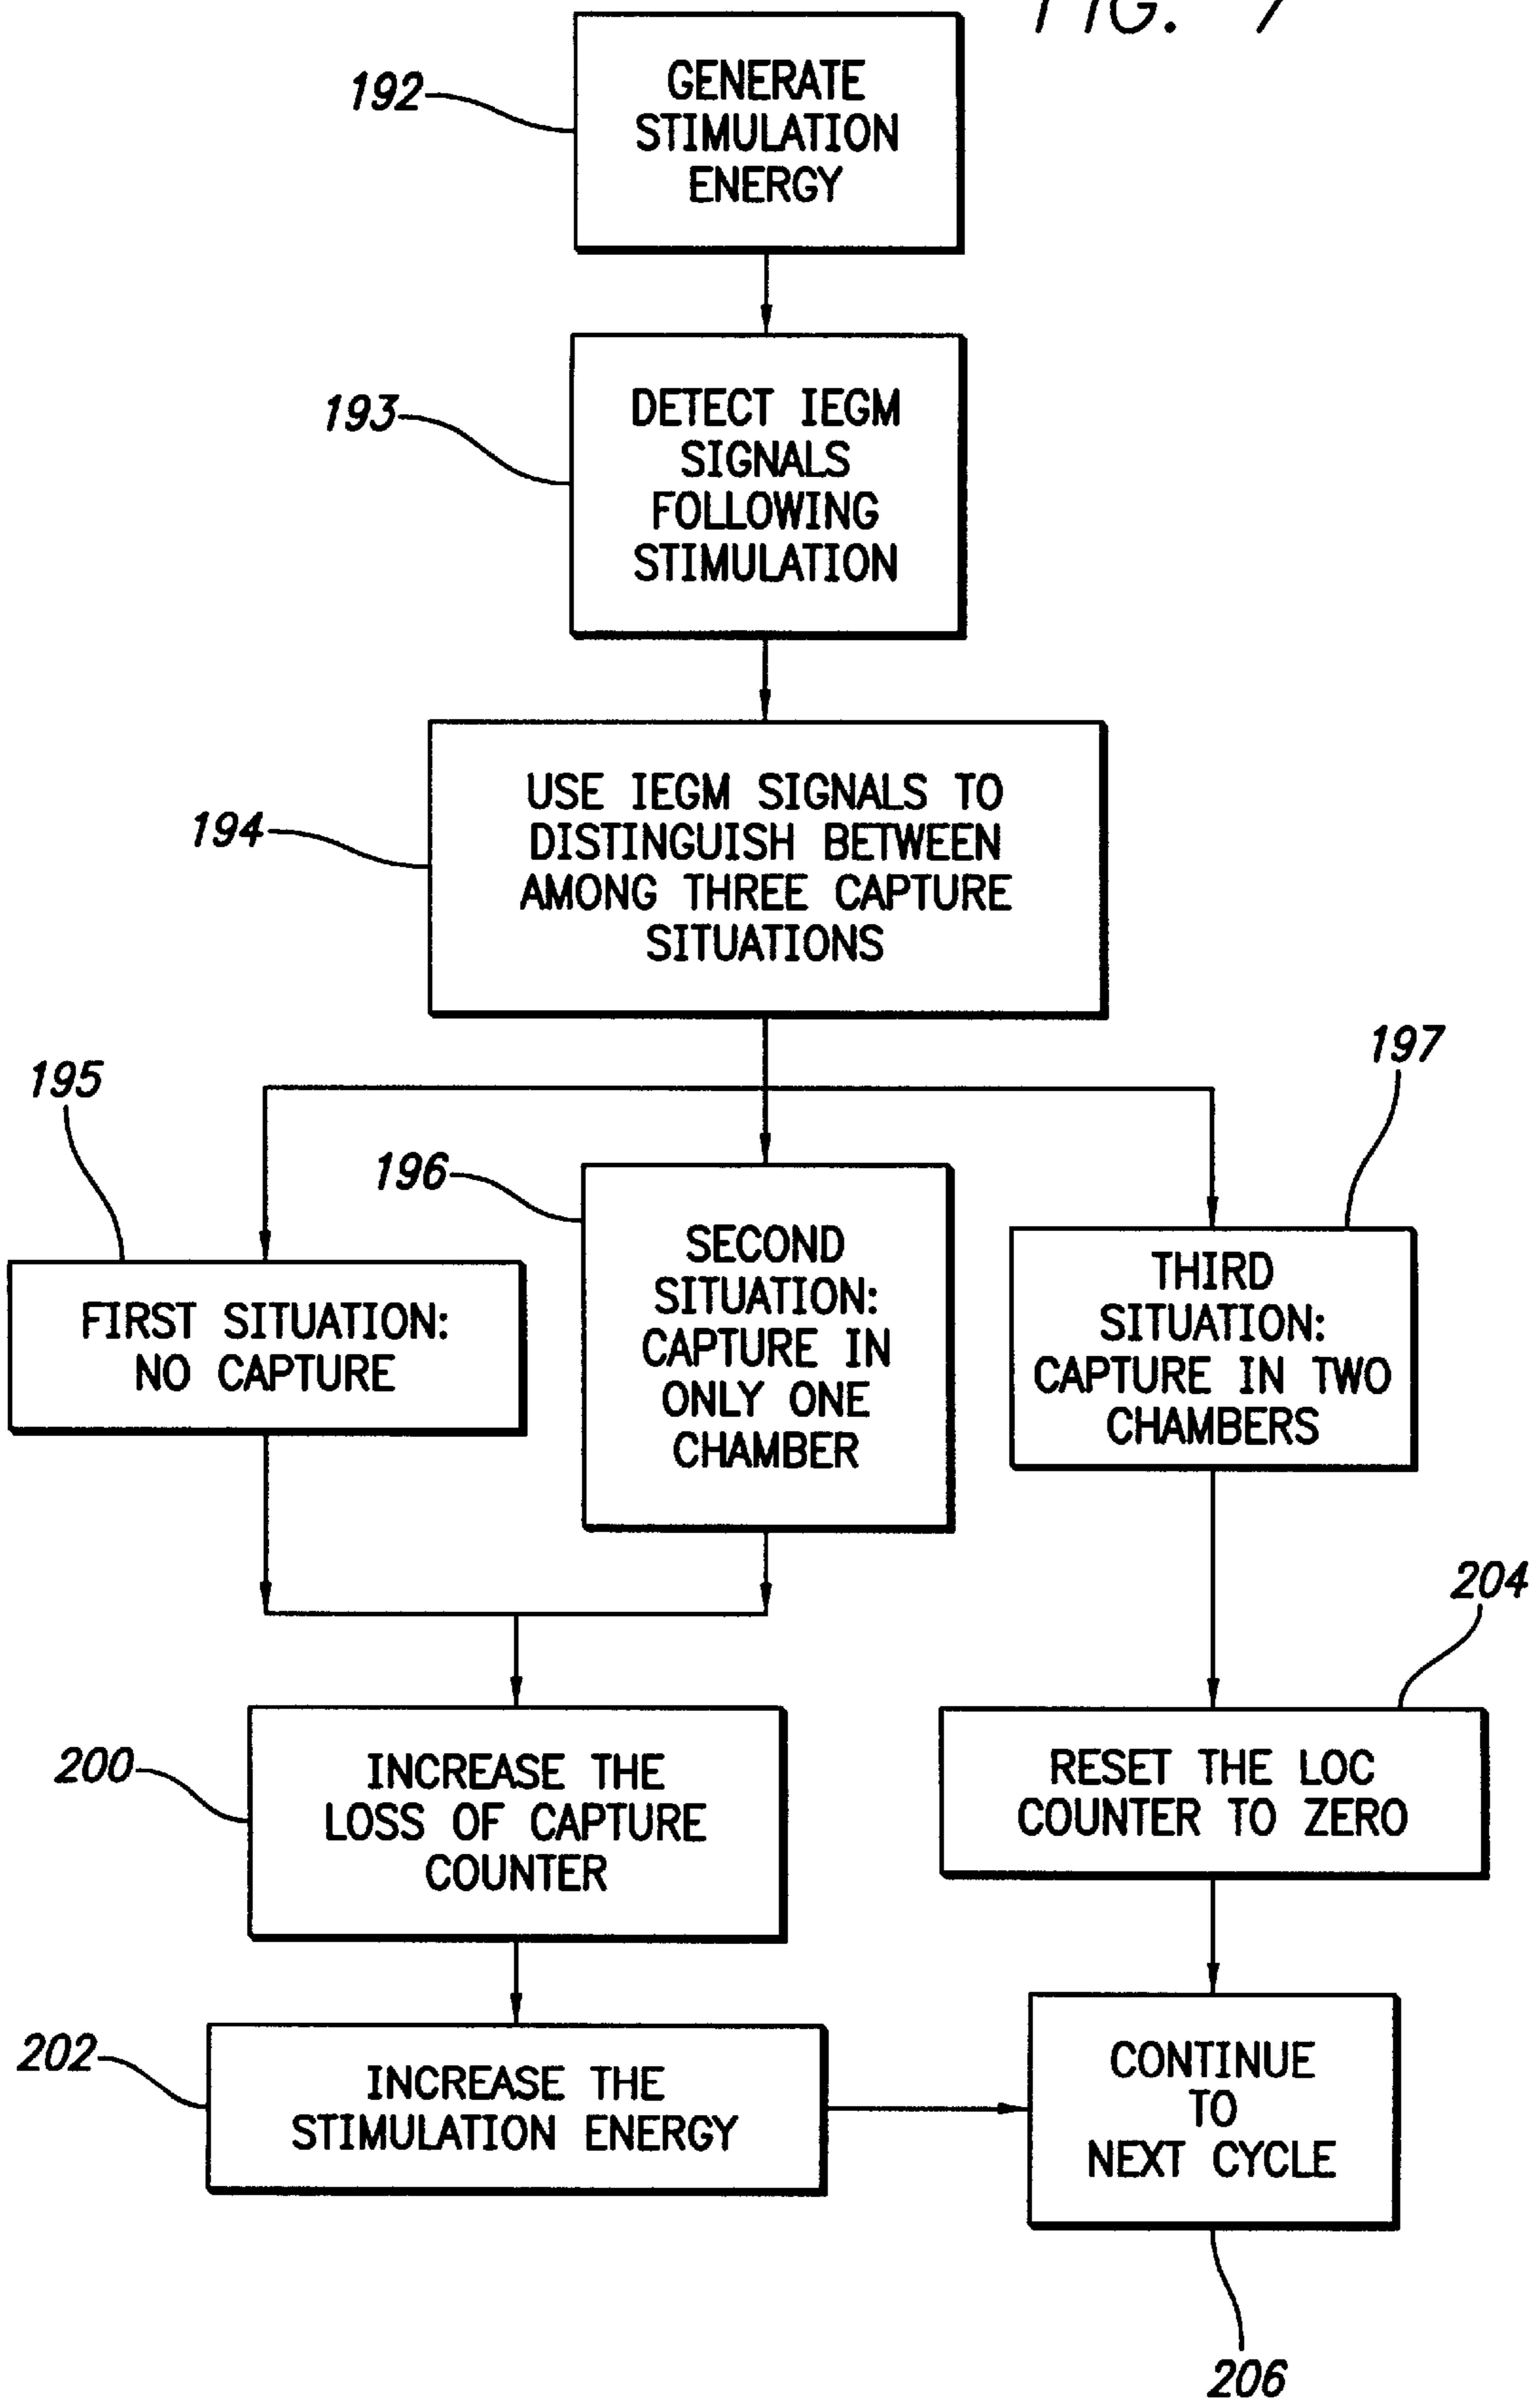 FIG. 7
192
GENERATE
STIMULATION
ENERGY
193
DETECT IEGM
SIGNALS
FOLLOWING
STIMULATION
194
USE IEGM SIGNALS TO
DISTINGUISH BETWEEN
AMONG THREE CAPTURE
SITUATIONS
195
FIRST SITUATION:
NO CAPTURE
196
SECOND
SITUATION:
CAPTURE IN
ONLY ONE
CHAMBER
197
THIRD
SITUATION:
CAPTURE IN TWO
CHAMBERS
200
INCREASE THE
LOSS OF CAPTURE
COUNTER
204
RESET THE LOC
COUNTER TO ZERO
202
INCREASE THE
STIMULATION ENERGY
CONTINUE
TO
NEXT CYCLE
206